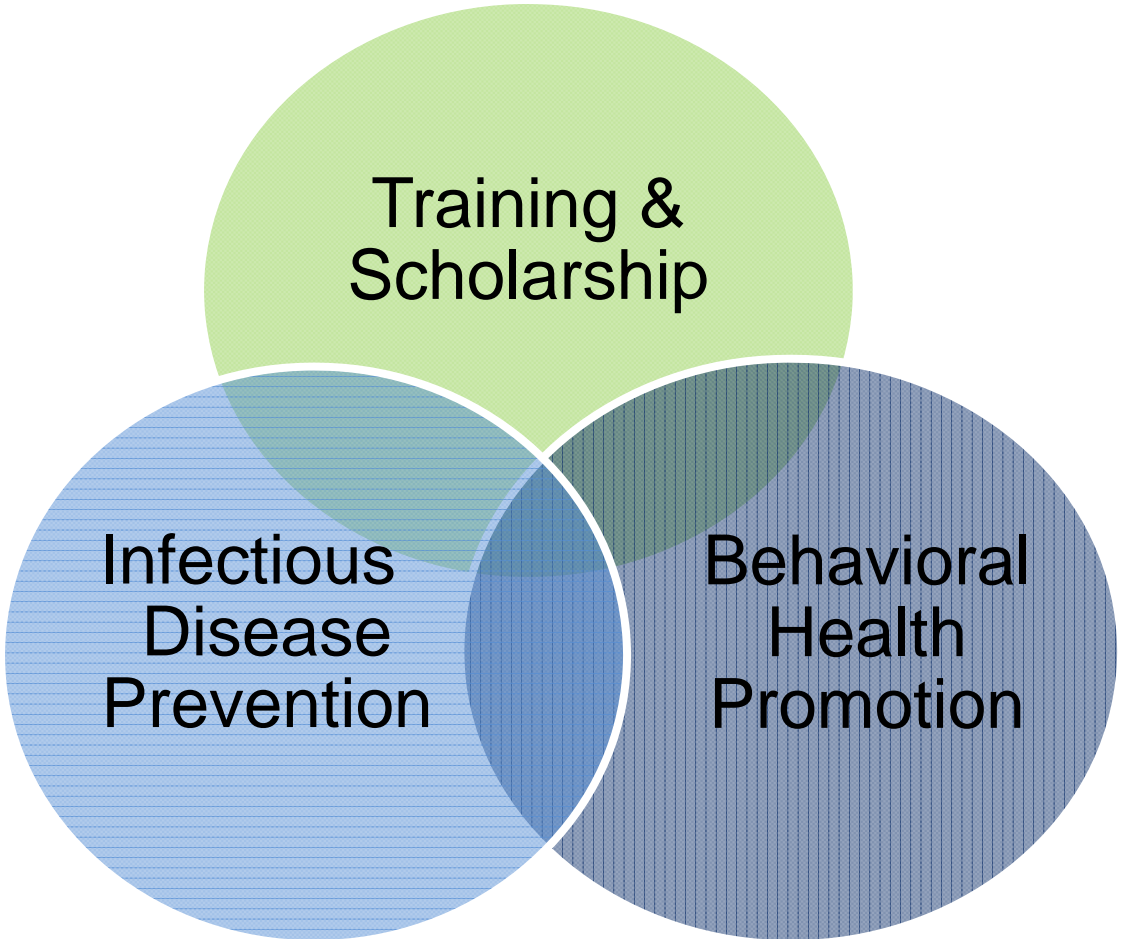 Training &
Scholarship
Infectious
Disease
Prevention
Behavioral
Health
Promotion